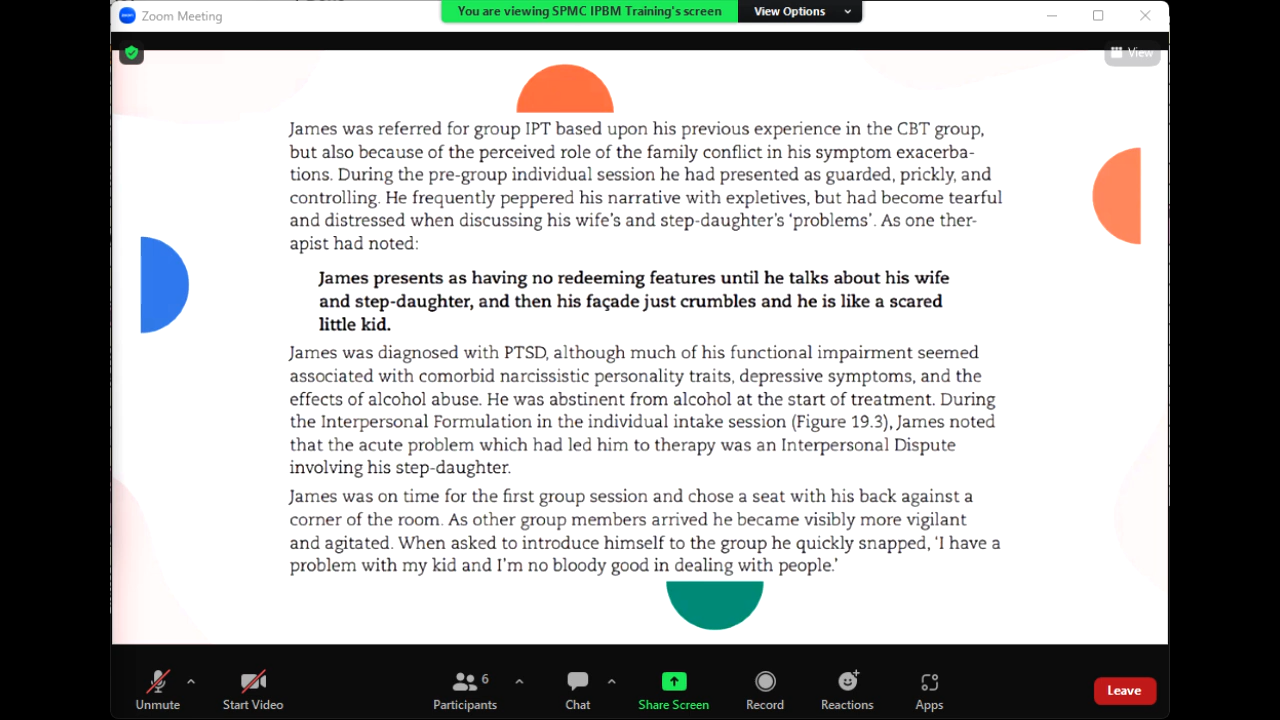 Zoom Meeting
You are viewing SPMC IPBM Training's screen
View Options
View
James was referred for group IPT based upon his previous experience in the CBT group,
but also because of the perceived role of the family conflict in his symptom exacerba-
tions. During the pre-group individual session he had presented as guarded, prickly, and
controlling. He frequently peppered his narrative with expletives, but had become tearful
and distressed when discussing his wife's and step-daughter's 'problems'. As one ther-
apist had noted:
James presents as having no redeeming features until he talks about his wife
and step-daughter, and then his façade just crumbles and he is like a scared
little kid.
James was diagnosed with PTSD, although much of his functional impairment seemed
associated with comorbid narcissistic personality traits, depressive symptoms, and the
effects of alcohol abuse. He was abstinent from alcohol at the start of treatment. During
the Interpersonal Formulation in the individual intake session (Figure 19.3), James noted
that the acute problem which had led him to therapy was an Interpersonal Dispute
involving his step-daughter.
James was on time for the first group session and chose a seat with his back against a
corner of the room. As other group members arrived he became visibly more vigilant
and agitated. When asked to introduce himself to the group he quickly snapped, 'I have a
problem with my kid and I'm no bloody good in dealing with people.'
6
Unmute
Start Video
Participants
Chat
Share Screen
Record
Reactions
Apps
Leave